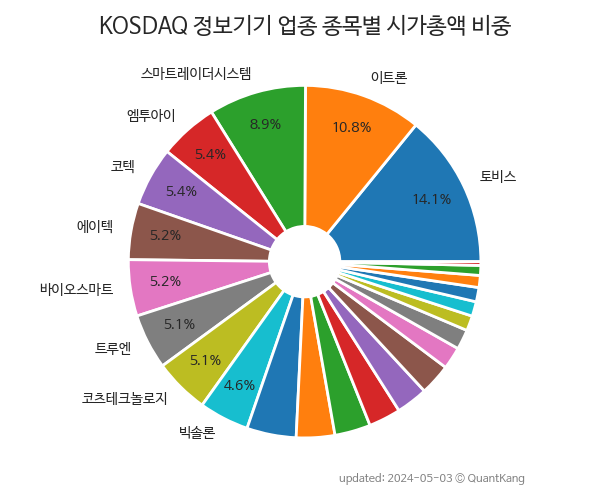 KOSDAQ 정보기기 업종 종목별 시가총액 비중
스마트레이더시스템
이트론
엠투아이
8.9%
10.8%
5.4%
코텍
5.4%
토비스
14.1%
에이텍
5.2%
바이오스마트
5.2%
트루엔
5.1%
코츠테크놀로지
5.1%
4.6%
빅솔론
updated: 2024-05-03 © QuantKang